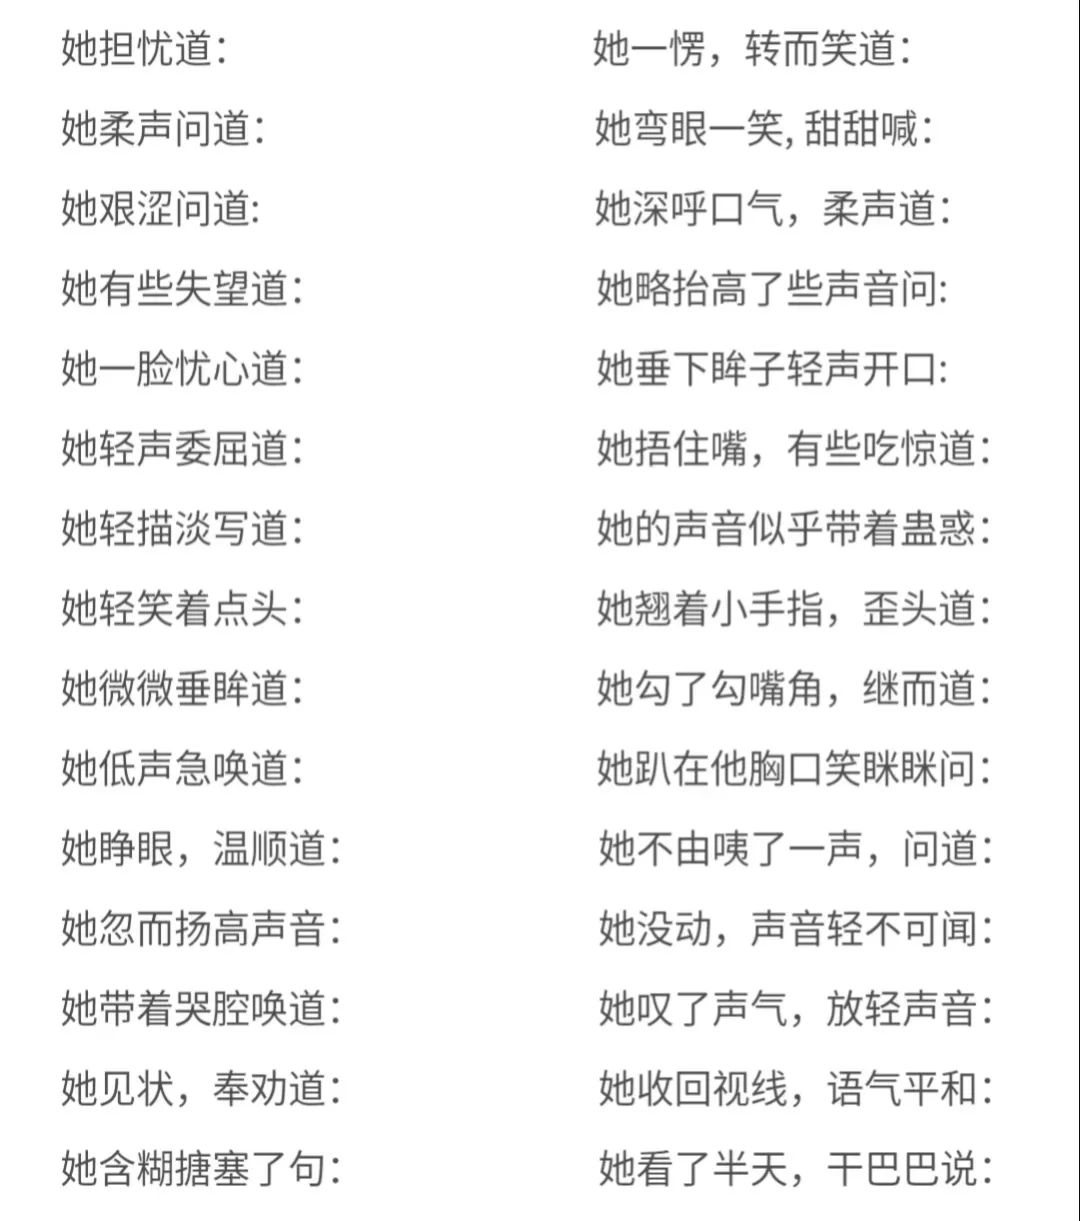 她担忧道：
她柔声问道：
她艰涩问道:
她有些失望道：
她一脸忧心道：
她轻声委屈道：
她轻描淡写道：
她轻笑着点头：
她微微垂眸道：
她低声急唤道：
她睁眼，温顺道：
她忽而扬高声音：
她带着哭腔唤道：
她见状，奉劝道：
她含糊搪塞了句：
她一愣，转而笑道：
她弯眼一笑,甜甜喊：
她深呼口气，柔声道：
她略抬高了些声音问:
她垂下眸子轻声开口:
她捂住嘴，有些吃惊道：
她的声音似乎带着蛊惑：
她翘着小手指，歪头道：
她勾了勾嘴角，继而道：
她趴在他胸口笑眯眯问：
她不由咦了一声，问道：
她没动，声音轻不可闻：
她叹了声气，放轻声音：
她收回视线，语气平和：
她看了半天，干巴巴说：